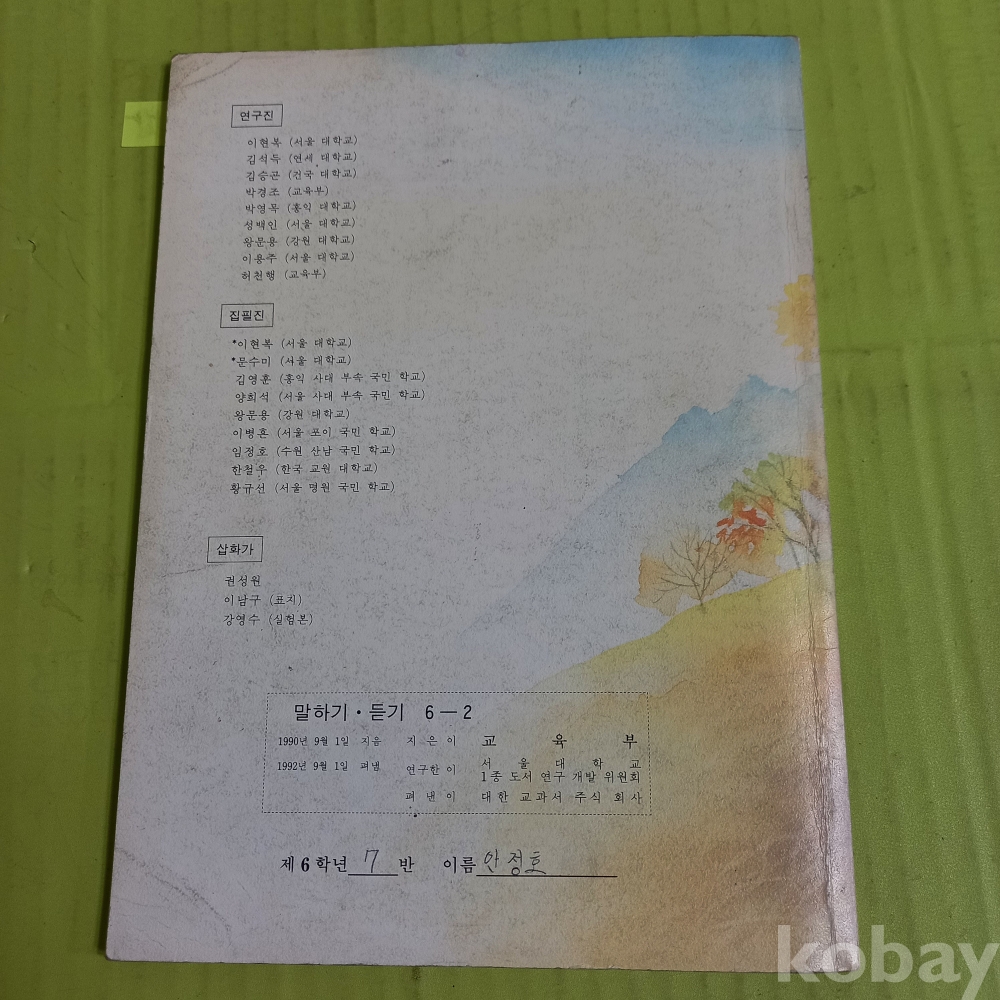 연구진
이현복 (서울 대학교)
김석득 (연세 대학교)
김승곤 (건국 대학교)
박경조 (교육부)
박영목 (홍익 대학교)
성백인 (서울 대학교)
왕문용 (강원 대학교)
이용주 (서울 대학교)
허천행 (교육부)
집필진
*이현복 (서울 대학교)
*문수미 (서울 대학교)
김영훈 (홍익 사대 부속 국민 학교)
양희석 (서울 사대 부속 국민 학교)
왕문용 (강원 대학교)
이병흔 (서울 포이 국민 학교)
임정호 (수원 산남 국민 학교)
한철우 (한국 교원 대학교)
황규선 (서울 명원 국민 학교)
삽화가
권성원
이남구 (표지)
강영수 (실험본)
말하기·듣기 6-2
1990년 9월 1일 지음 지은이 교육부
1992년 9월 1일 펴냄 연구한 이 서울대학교
1종 도서 연구 개발 위원회
펴낸이 대한 교과서 주식 회사
제6학년 7 반 이름 안정호
kobay